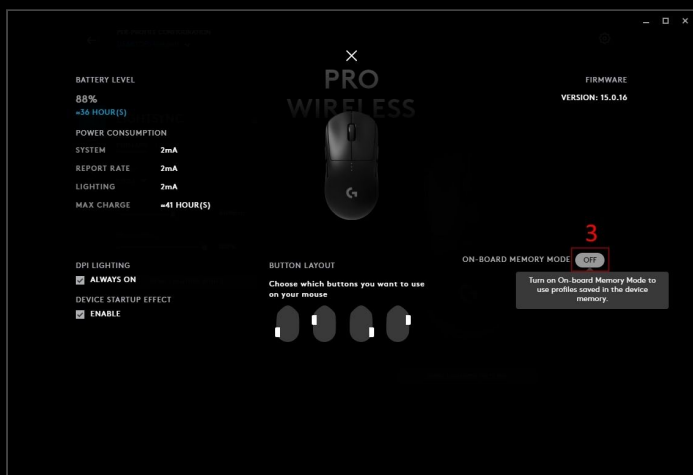 PRO
WIRELESS
BATTERY LEVEL
88%
≈36 HOUR(S)
POWER CONSUMPTION
SYSTEM 2mA
REPORT RATE 2mA
LIGHTING 2mA
MAX CHARGE ≈41 HOUR(S)
FIRMWARE
VERSION: 15.0.16
DPI LIGHTING
ALWAYS ON
DEVICE STARTUP EFFECT
ENABLE
BUTTON LAYOUT
Choose which buttons you want to use
on your mouse
3
ON-BOARD MEMORY MODE OFF
Turn on On-board Memory Mode to
use profiles saved in the device
memory.